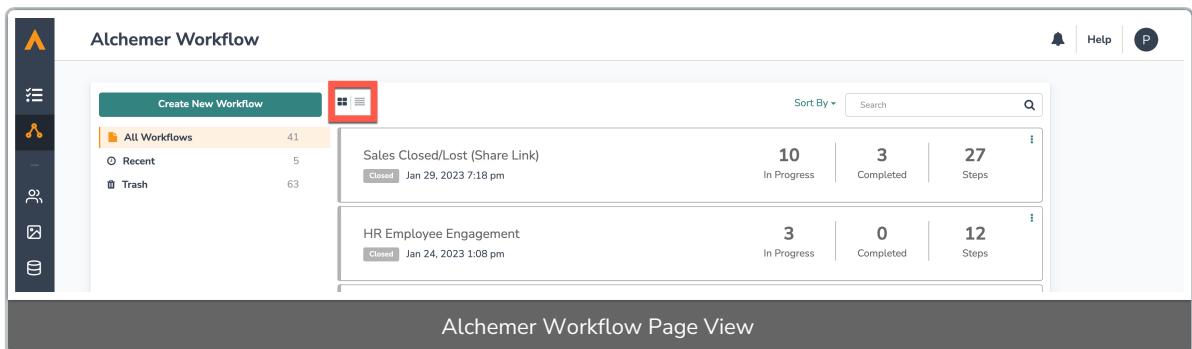 Alchemer Workflow
Help
P
Create New Workflow
All Workflows 41
Recent 5
Trash 63
Sort By
Search
Sales Closed/Lost (Share Link)
Closed Jan 29, 2023 7:18 pm
10 3 27
In Progress Completed Steps
HR Employee Engagement
Closed Jan 24, 2023 1:08 pm
3 0 12
In Progress Completed Steps
Alchemer Workflow Page View